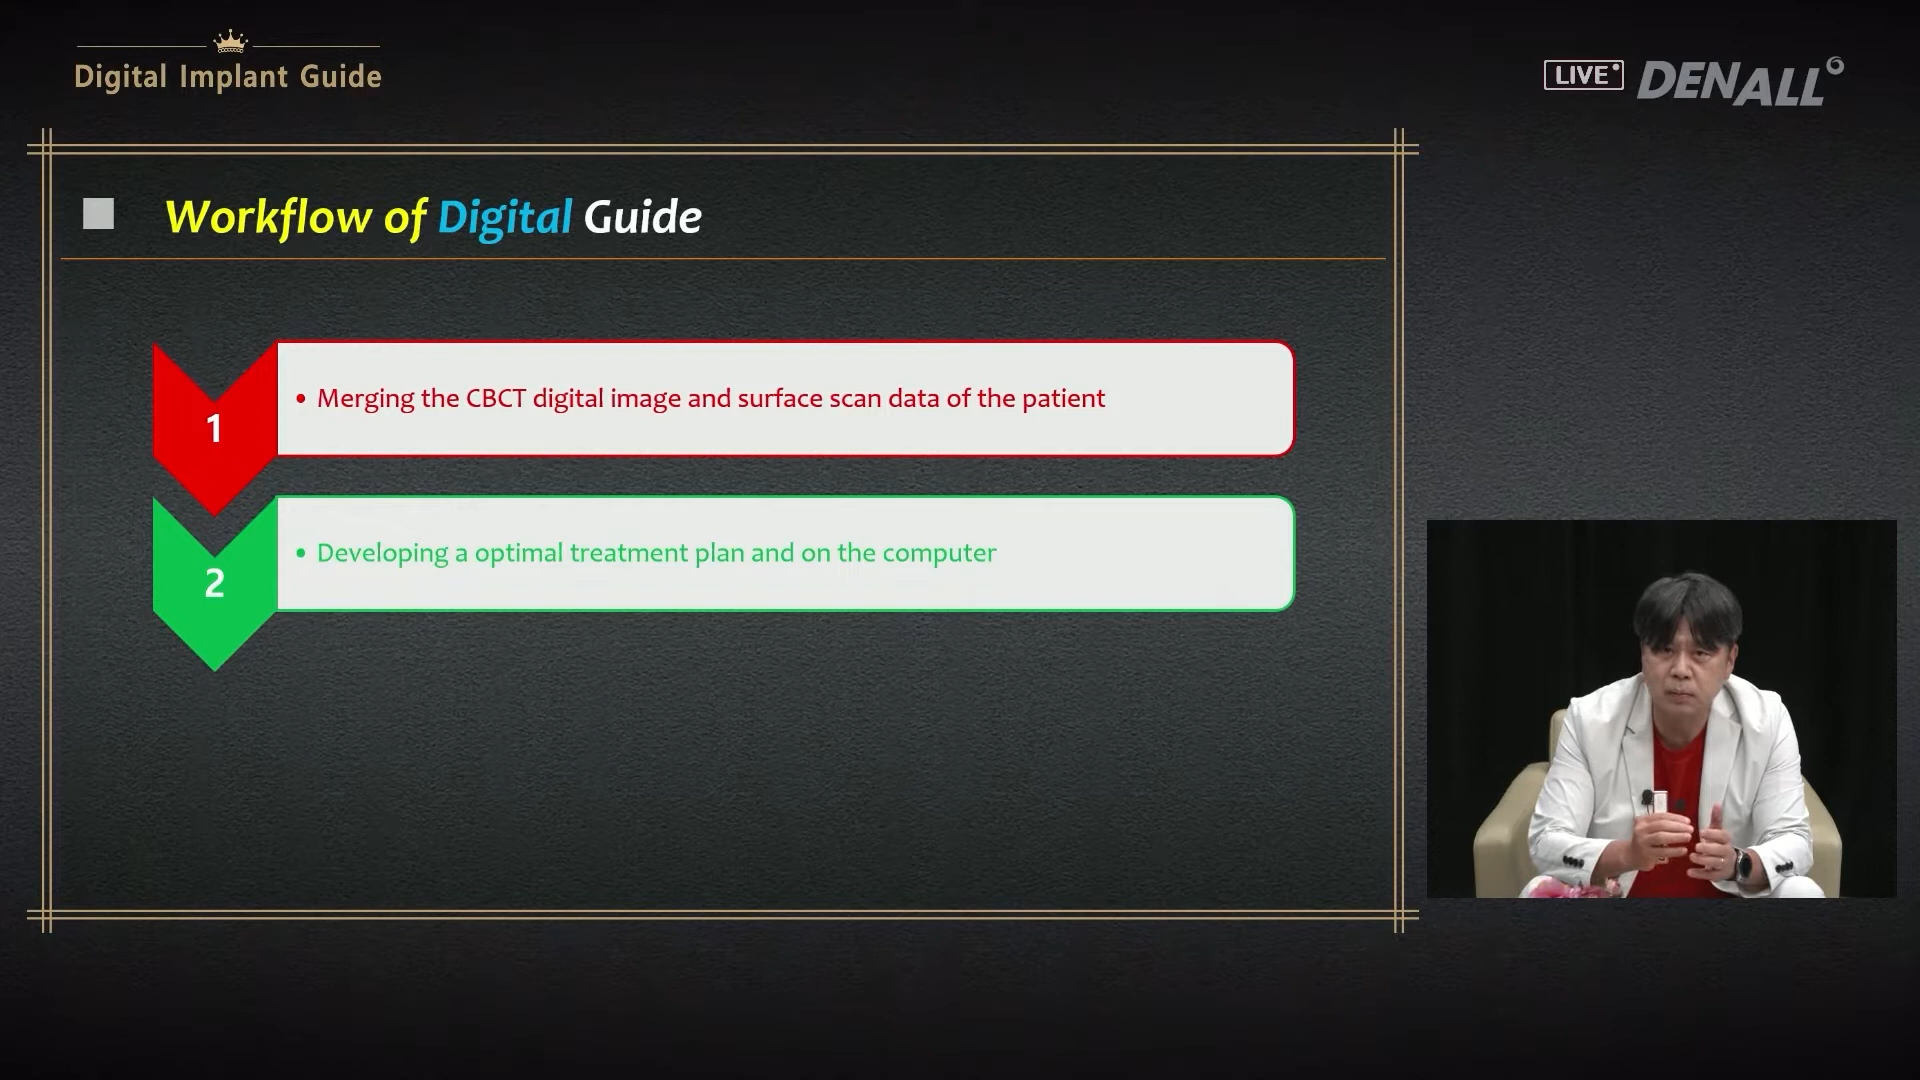 Digital Implant Guide
LIVE DENALL
Workflow of Digital Guide
1
• Merging the CBCT digital image and surface scan data of the patient
2
• Developing a optimal treatment plan and on the computer